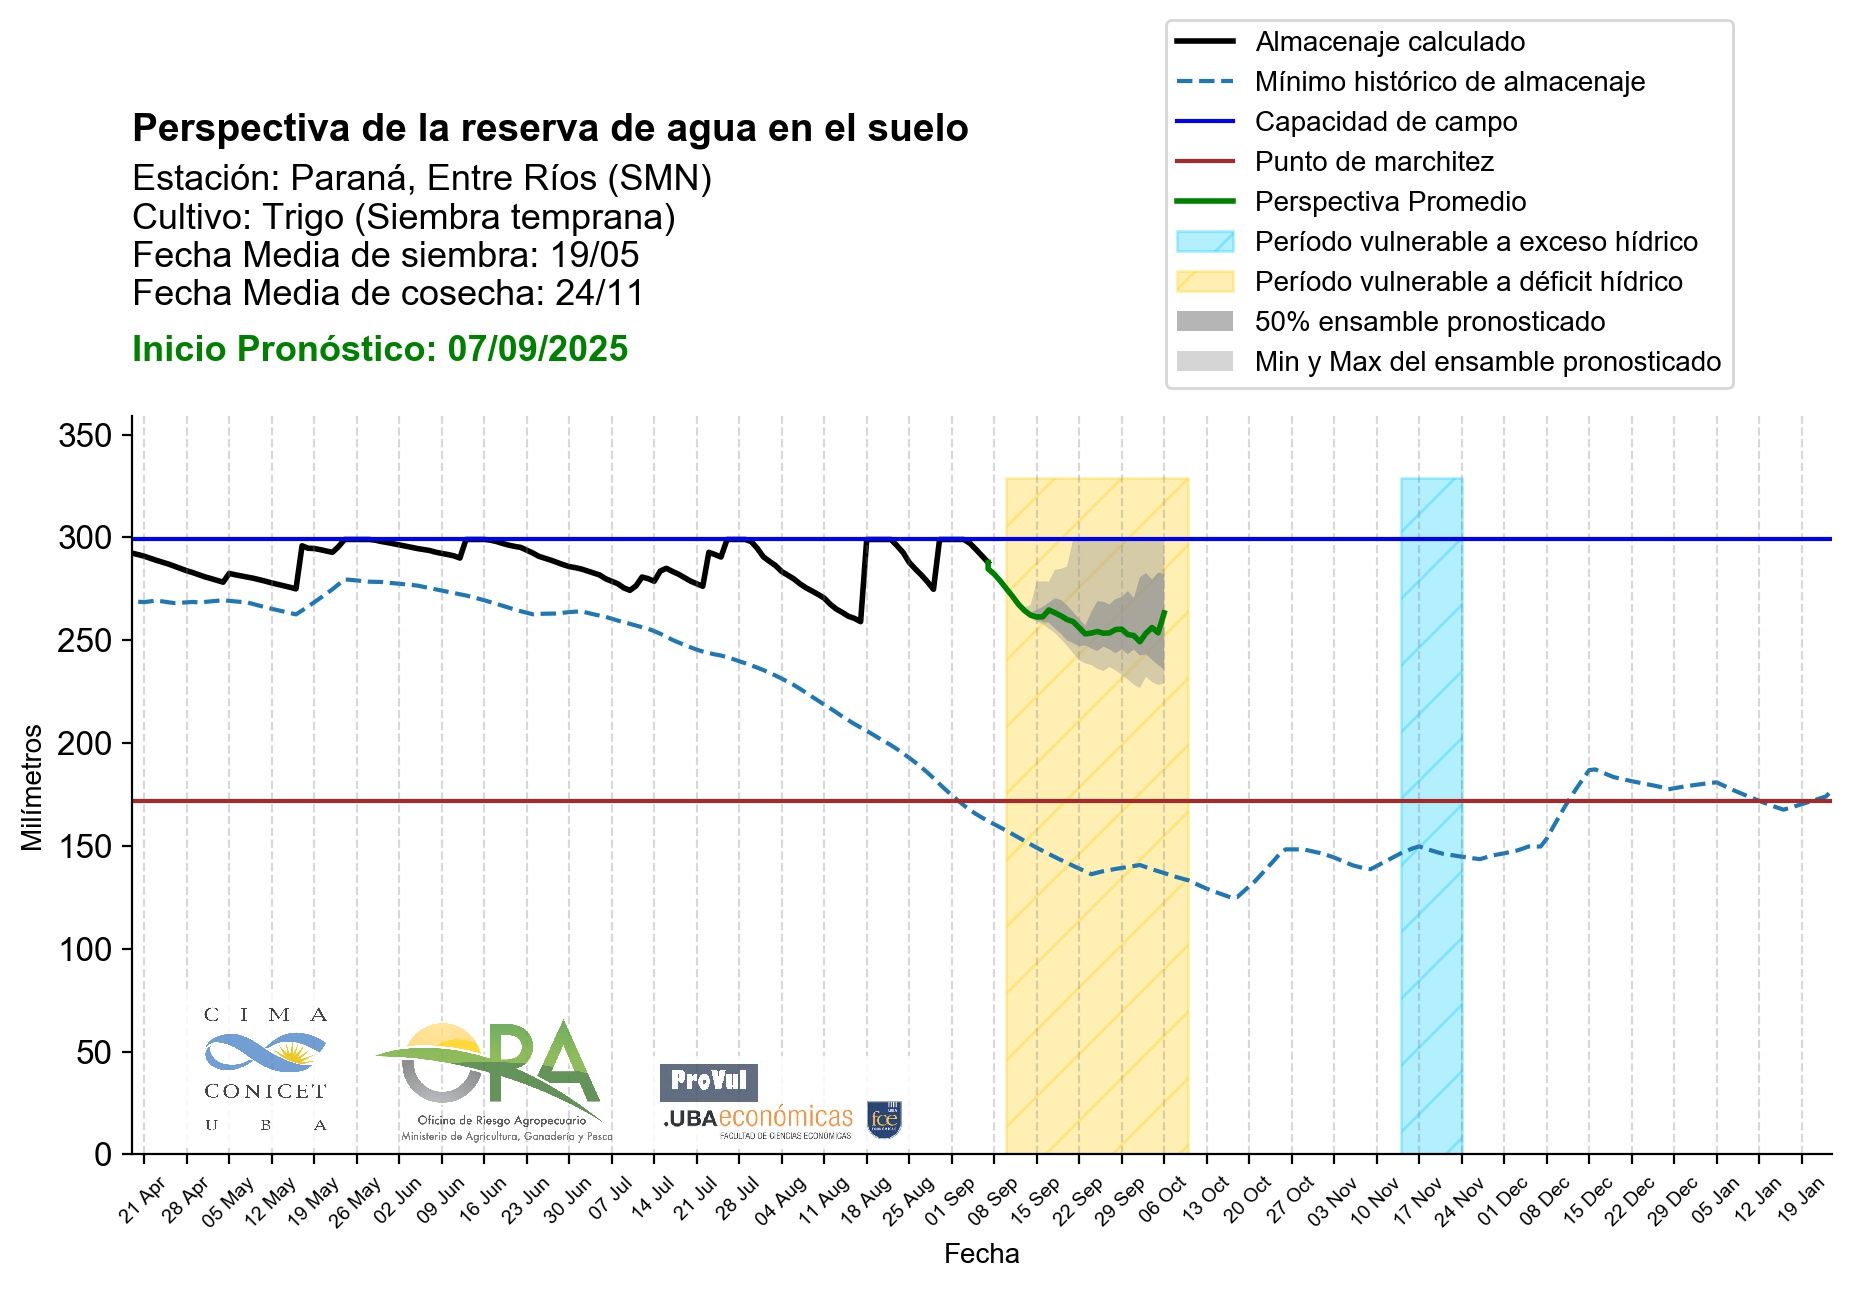 Almacenaje calculado
Mínimo histórico de almacenaje
Capacidad de campo
Punto de marchitez
Perspectiva Promedio
Período vulnerable a exceso hídrico
Período vulnerable a déficit hídrico
50% ensamble pronosticado
Min y Max del ensamble pronosticado
Perspectiva de la reserva de agua en el suelo
Estación: Paraná, Entre Ríos (SMN)
Cultivo: Trigo (Siembra temprana)
Fecha Media de siembra: 19/05
Fecha Media de cosecha: 24/11
Inicio Pronóstico: 07/09/2025
350
300
250
200
150
100
50
0
Milímetros
CIMA
CONICET
UBA
ORA
Oficina de Riesgo Agropecuario
Ministerio de Agricultura, Ganadería y Pesca
ProVul
.UBAeconómicas
FACULTAD DE CIENCIAS ECONÓMICAS
UBA
fce
21 Apr
28 Apr
05 May
12 May
19 May
26 May
02 Jun
09 Jun
16 Jun
23 Jun
30 Jun
07 Jul
14 Jul
21 Jul
28 Jul
04 Aug
11 Aug
18 Aug
25 Aug
01 Sep
08 Sep
15 Sep
22 Sep
29 Sep
06 Oct
13 Oct
20 Oct
27 Oct
03 Nov
10 Nov
17 Nov
24 Nov
01 Dec
08 Dec
15 Dec
22 Dec
29 Dec
05 Jan
12 Jan
19 Jan
Fecha